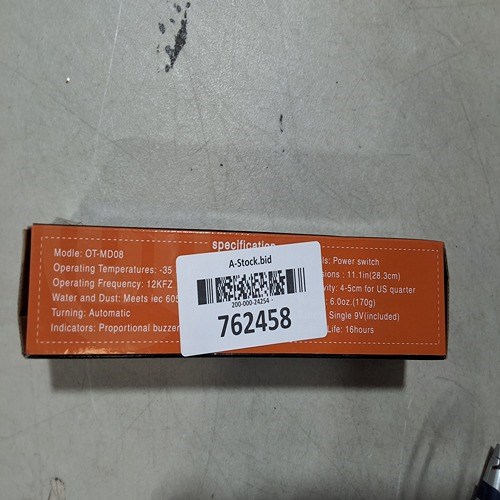 specification
Modle: OT-MD08
Operating Temperatures: -35
Operating Frequency: 12KFZ
Water and Dust: Meets iec 605
Turning: Automatic
Indicators: Proportional buzzer
A-Stock.bid
200-000-24254 -
762458
ls: Power switch
sions : 11.1in(28.3cm)
vity: 4-5cm for US quarter
: 6.0oz.(170g)
Single 9V(included)
Life: 16hours